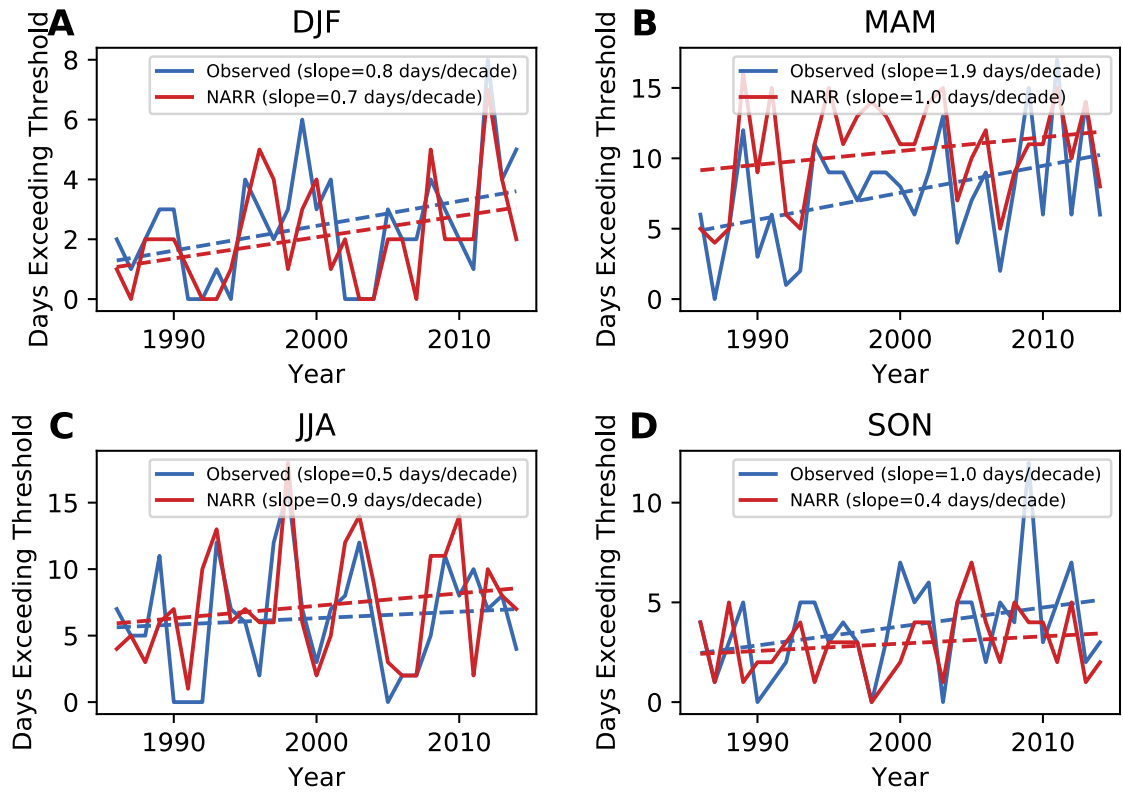 A
DJF
Days Exceeding Threshold
8
6
4
2
0
Observed (slope=0.8 days/decade)
NARR (slope=0.7 days/decade)
1990
2000
2010
Year
B
MAM
Days Exceeding Threshold
15
10
5
0
Observed (slope=1.9 days/decade)
NARR (slope=1.0 days/decade)
1990
2000
2010
Year
C
JJA
Days Exceeding Threshold
15
10
5
0
Observed (slope=0.5 days/decade)
NARR (slope=0.9 days/decade)
1990
2000
2010
Year
D
SON
Days Exceeding Threshold
10
5
0
Observed (slope=1.0 days/decade)
NARR (slope=0.4 days/decade)
1990
2000
2010
Year